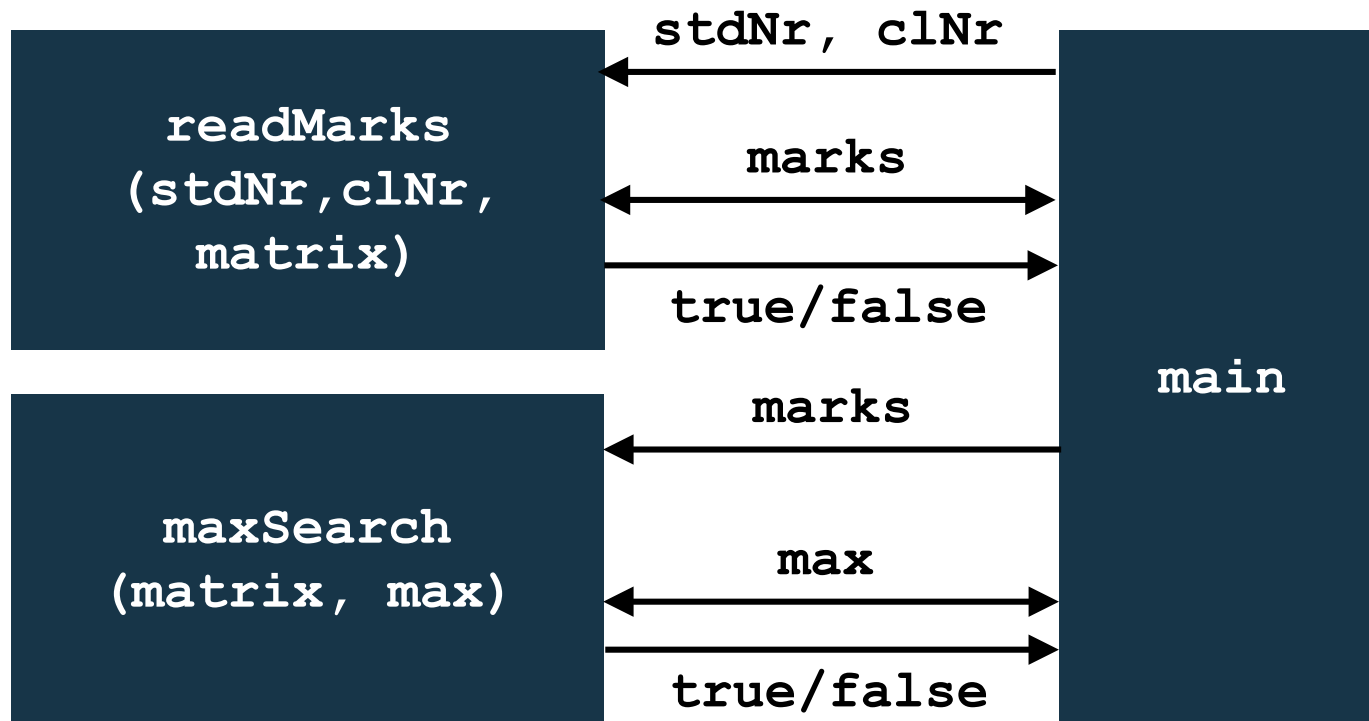 stdNr, clNr
readMarks
(stdNr,clNr,
matrix)
marks
true/false
main
marks
maxSearch
(matrix, max)
max
true/false